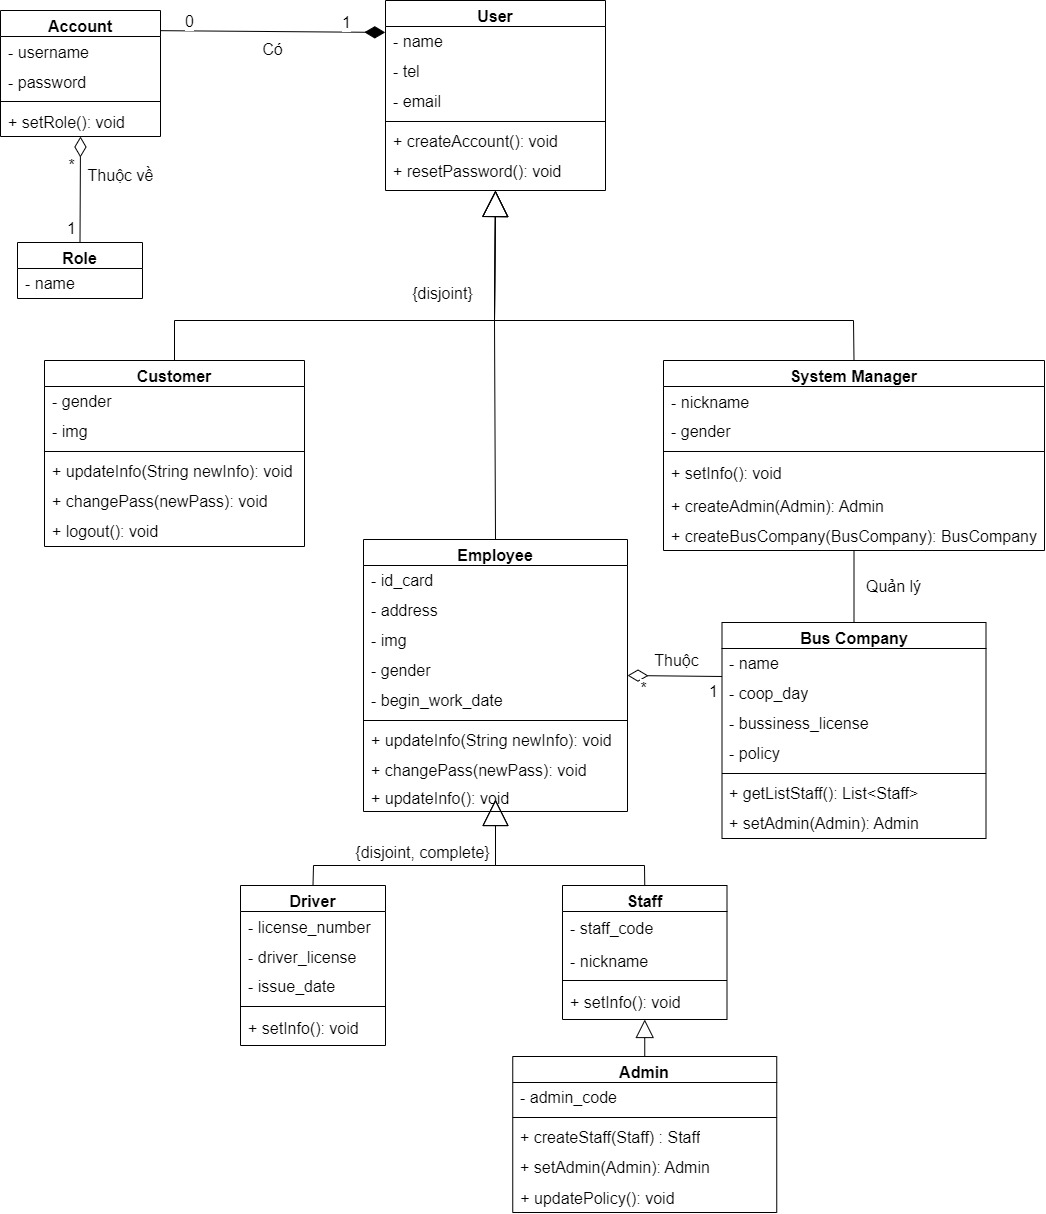 Account
- username
- password
+ setRole(): void
0
1
Có
User
- name
- tel
- email
+ createAccount(): void
+ resetPassword(): void
*
Thuộc về
1
Role
- name
{disjoint}
Customer
- gender
- img
+ updateInfo(String newInfo): void
+ changePass(newPass): void
+ logout(): void
System Manager
- nickname
- gender
+ setInfo(): void
+ createAdmin(Admin): Admin
+ createBusCompany(BusCompany): BusCompany
Quản lý
Employee
- id_card
- address
- img
- gender
- begin_work_date
+ updateInfo(String newInfo): void
+ changePass(newPass): void
+ updateInfo(): void
Thuộc
*
1
Bus Company
- name
- coop_day
- bussiness_license
- policy
+ getListStaff(): List<Staff>
+ setAdmin(Admin): Admin
{disjoint, complete}
Driver
- license_number
- driver_license
- issue_date
+ setInfo(): void
Staff
- staff_code
- nickname
+ setInfo(): void
Admin
- admin_code
+ createStaff(Staff) : Staff
+ setAdmin(Admin): Admin
+ updatePolicy(): void